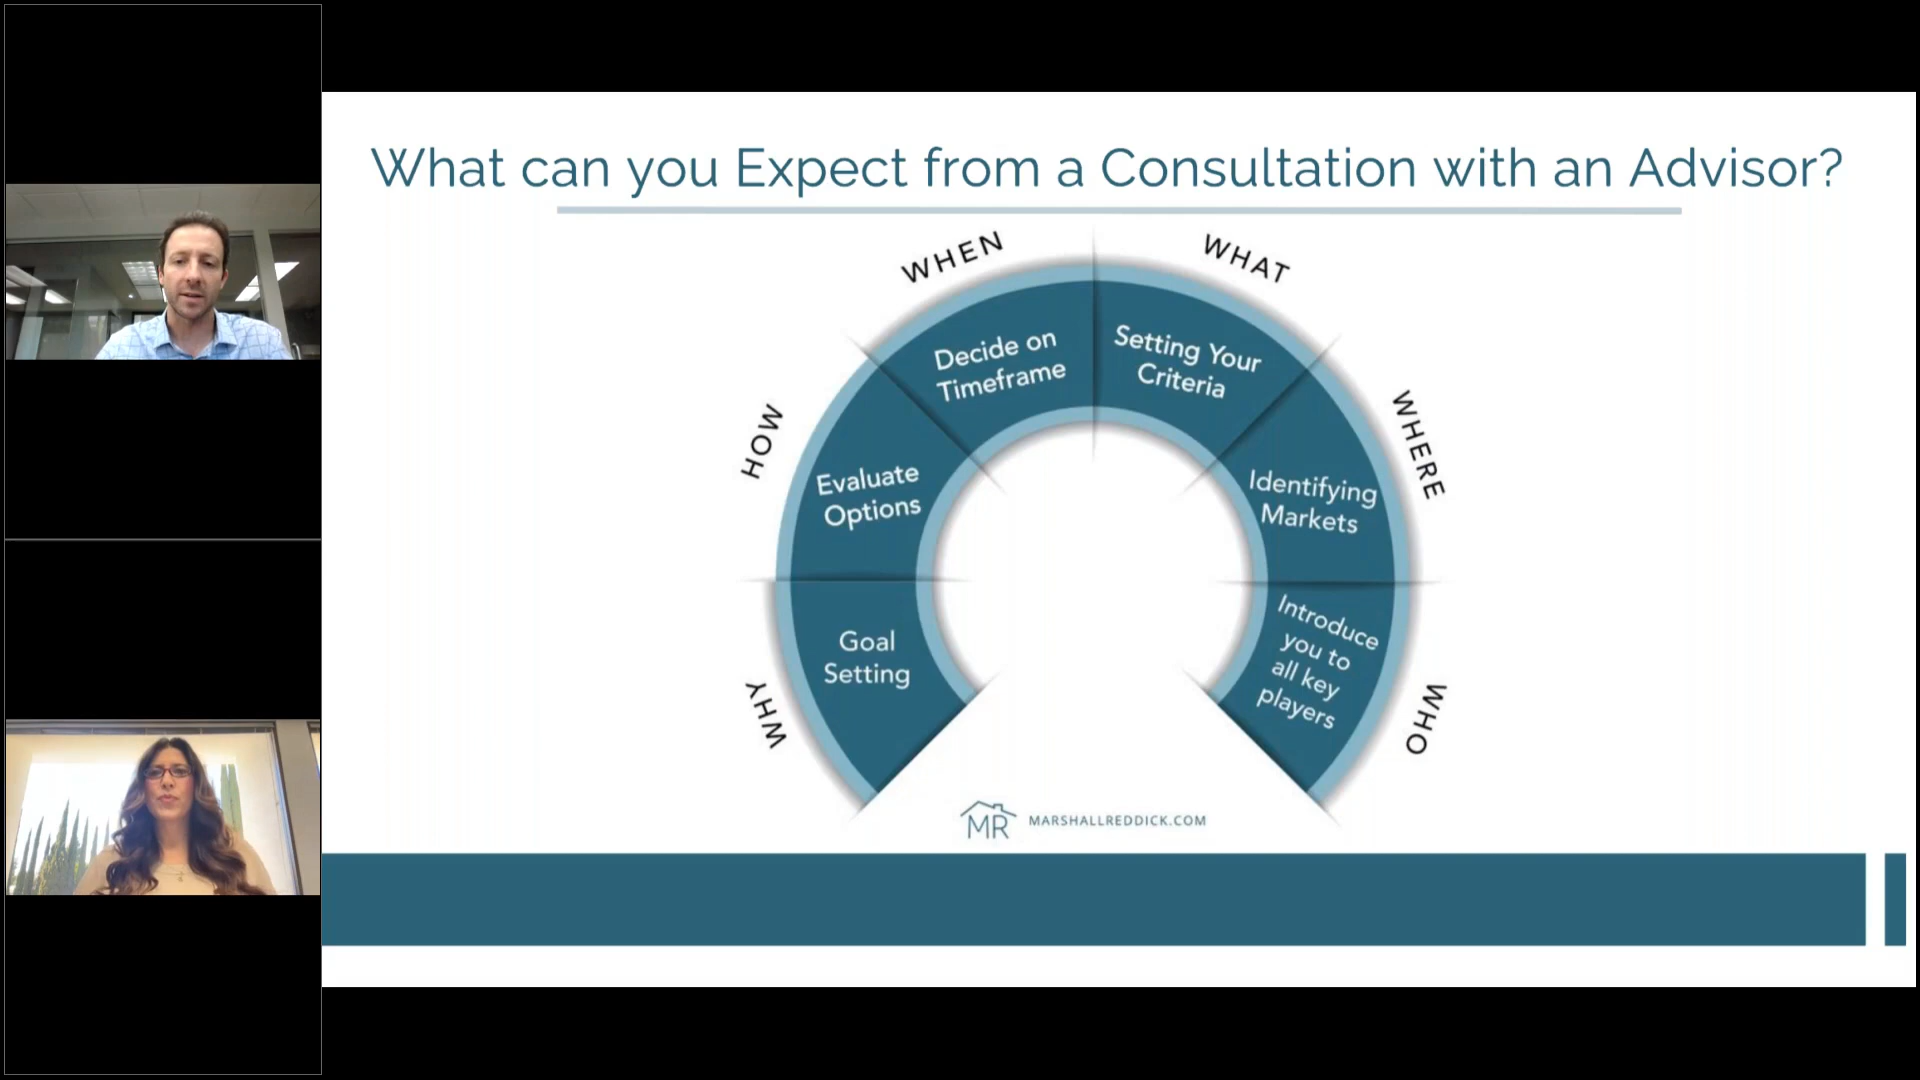 What can you Expect from a Consultation with an Advisor?
WHY
Goal
Setting
HOW
Evaluate
Options
WHEN
Decide on
Timeframe
WHAT
Setting Your
Criteria
WHERE
Identifying
Markets
WHO
Introduce
you to
all key
players
MR MARSHALLREDDICK.COM